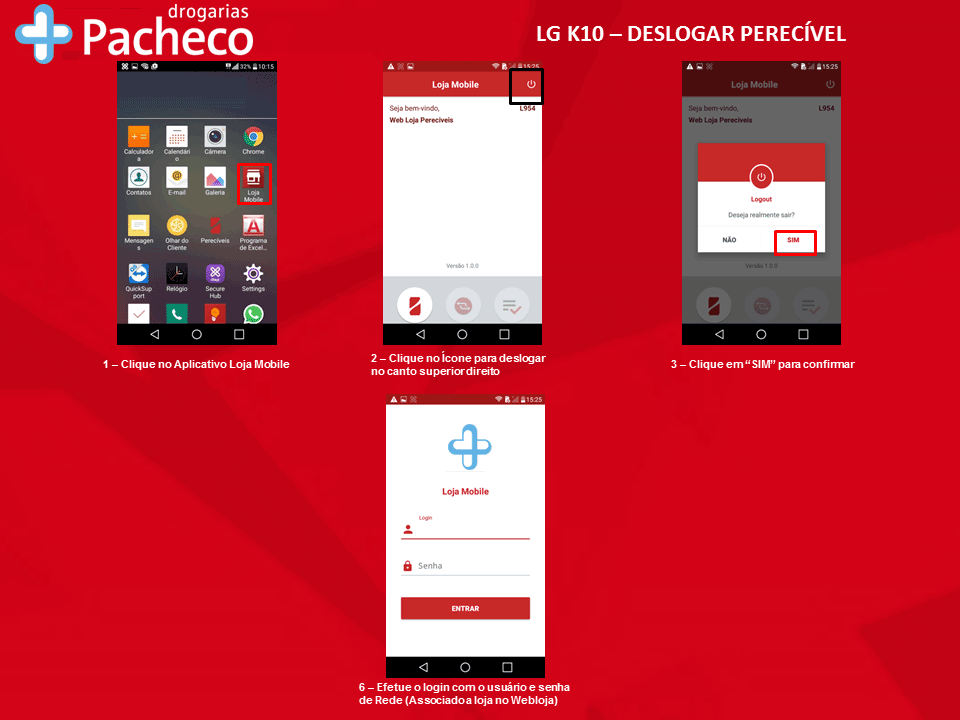 drogarias
Pacheco
LG K10 – DESLOGAR PERECÍVEL
32% 10:15
Calculadora
Calendário
Câmera
Chrome
Contatos
E-mail
Galeria
Loja Mobile
Mensagens
Olhar do Cliente
Perecíveis
Programa de Excel...
QuickSupport
Relógio
Secure Hub
Settings
1 – Clique no Aplicativo Loja Mobile
15:25
Loja Mobile
Seja bem-vindo,
L954
Web Loja Perecíveis
Versão 1.0.0
2 – Clique no Ícone para deslogar
no canto superior direito
15:25
Loja Mobile
Seja bem-vindo,
L954
Web Loja Perecíveis
Logout
Deseja realmente sair?
NÃO
SIM
Versão 1.0.0
3 – Clique em “SIM” para confirmar
15:25
Loja Mobile
Login
Senha
ENTRAR
6 – Efetue o login com o usuário e senha
de Rede (Associado a loja no Webloja)